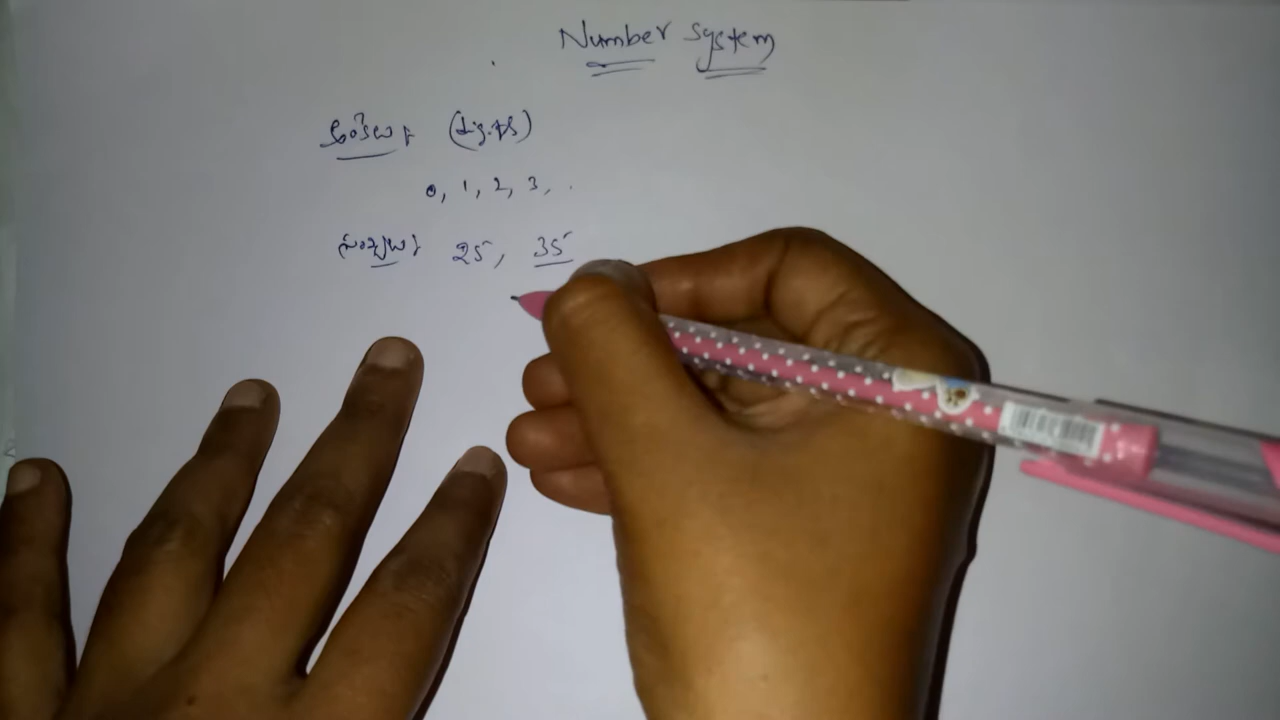 Number System
అంకెలు (digits)
0, 1, 2, 3, .
సంఖ్యలు 25, 35